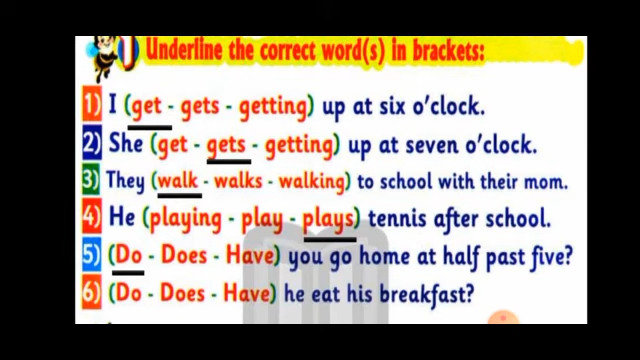 1 Underline the correct word(s) in brackets:
1) I (get - gets - getting) up at six o'clock.
2) She (get - gets - getting) up at seven o'clock.
3) They (walk - walks - walking) to school with their mom.
4) He (playing - play - plays) tennis after school.
5) (Do - Does - Have) you go home at half past five?
6) (Do - Does - Have) he eat his breakfast?